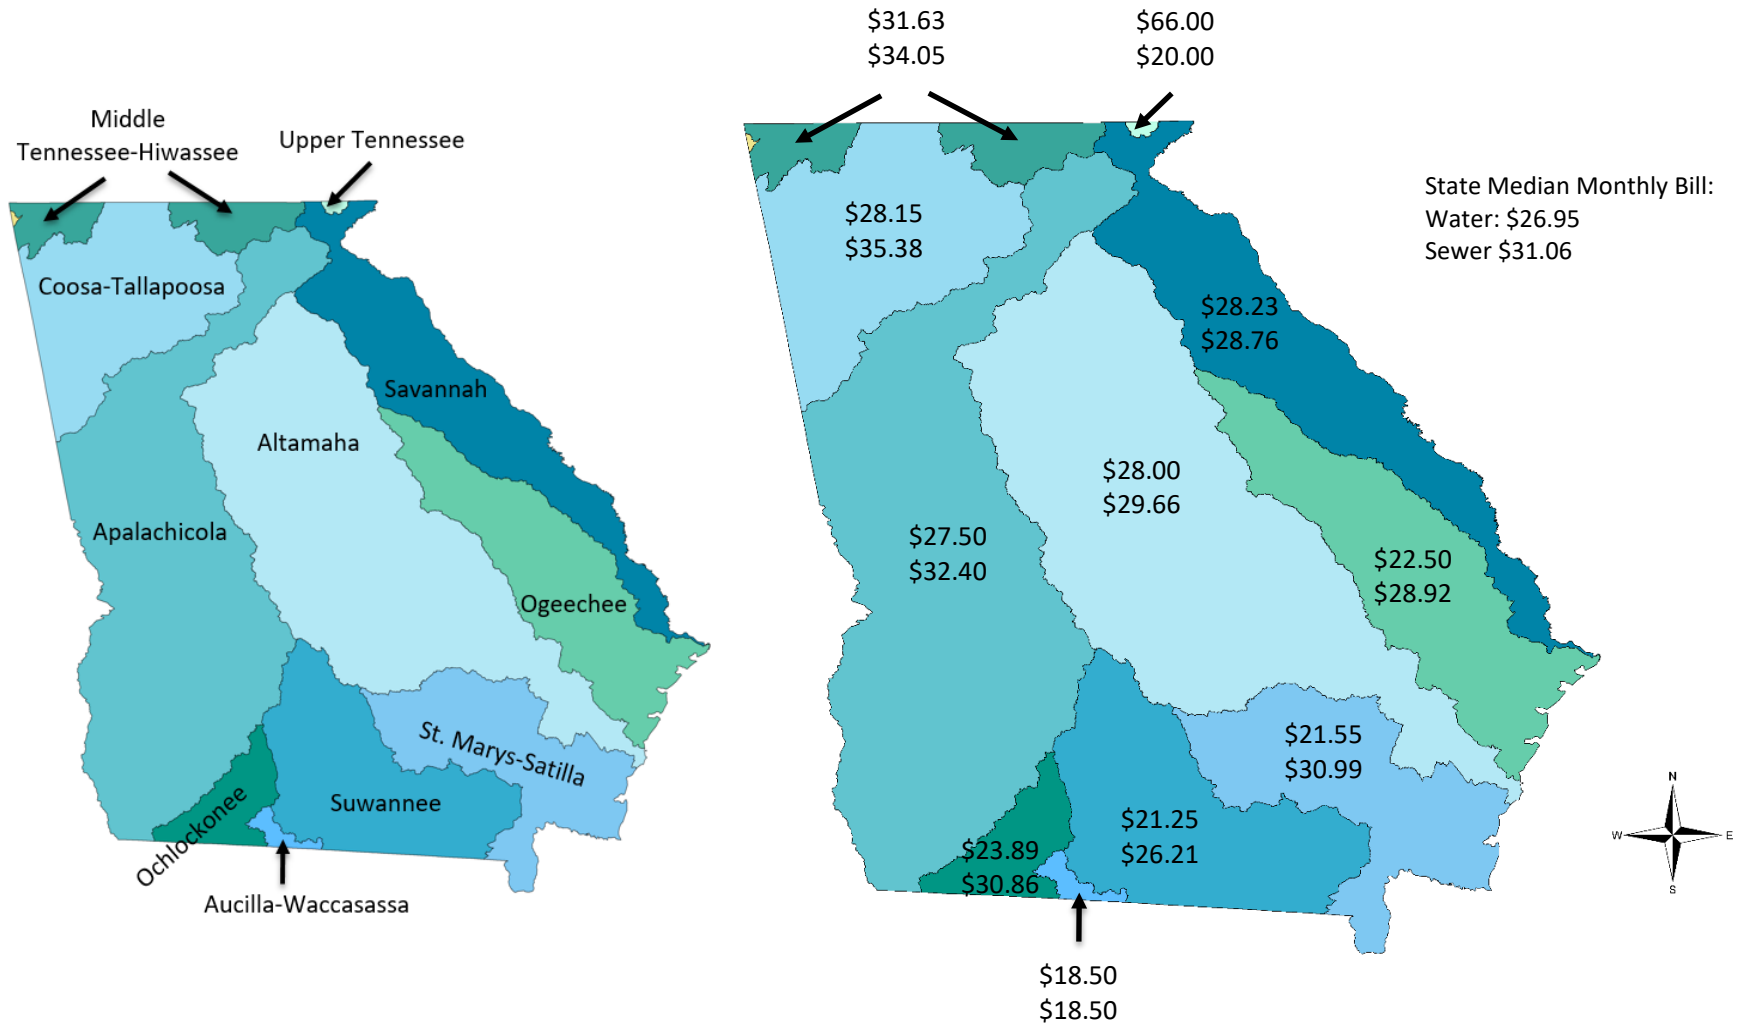 Middle
Tennessee-Hiwassee
Upper Tennessee
Coosa-Tallapoosa
Savannah
Altamaha
Apalachicola
Ogeechee
St. Marys-Satilla
Suwannee
Ochlockonee
Aucilla-Waccasassa
$31.63
$34.05
$66.00
$20.00
State Median Monthly Bill:
Water: $26.95
Sewer $31.06
$28.15
$35.38
$28.23
$28.76
$28.00
$29.66
$27.50
$32.40
$22.50
$28.92
$21.55
$30.99
$21.25
$26.21
$23.89
$30.86
$18.50
$18.50
N
W E
S